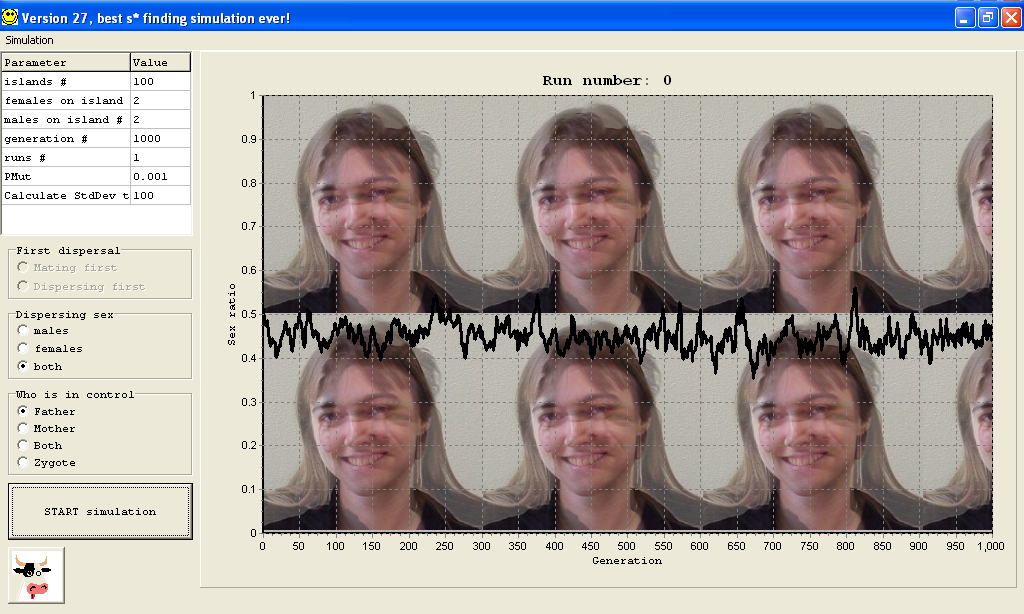 Version 27, best s* finding simulation ever!
Simulation
Parameter Value
islands # 100
females on island 2
males on island # 2
generation # 1000
runs # 1
PMut 0.001
Calculate StdDev t 100
First dispersal
Mating first
Dispersing first
Dispersing sex
males
females
both
Who is in control
Father
Mother
Both
Zygote
START simulation
Run number: 0
1
0.9
0.8
0.7
0.6
0.5
0.4
0.3
0.2
0.1
0
Sex ratio
0 50 100 150 200 250 300 350 400 450 500 550 600 650 700 750 800 850 900 950 1,000
Generation